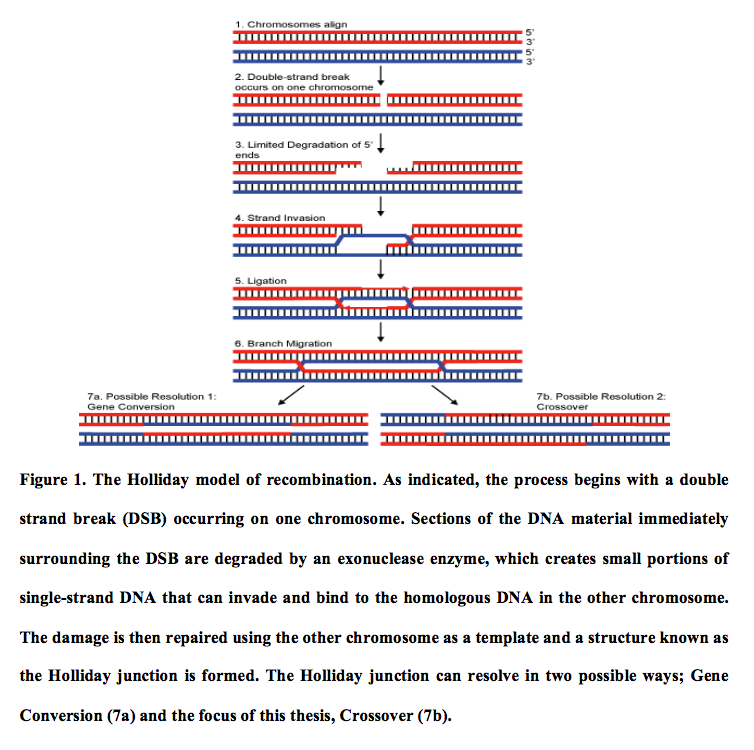 1. Chromosomes align
5'
3'
5'
3'
2. Double-strand break
occurs on one chromosome
3. Limited Degradation of 5'
ends
4. Strand Invasion
5. Ligation
6. Branch Migration
7a. Possible Resolution 1:
Gene Conversion
7b. Possible Resolution 2:
Crossover
Figure 1. The Holliday model of recombination. As indicated, the process begins with a double
strand break (DSB) occurring on one chromosome. Sections of the DNA material immediately
surrounding the DSB are degraded by an exonuclease enzyme, which creates small portions of
single-strand DNA that can invade and bind to the homologous DNA in the other chromosome.
The damage is then repaired using the other chromosome as a template and a structure known as
the Holliday junction is formed. The Holliday junction can resolve in two possible ways; Gene
Conversion (7a) and the focus of this thesis, Crossover (7b).